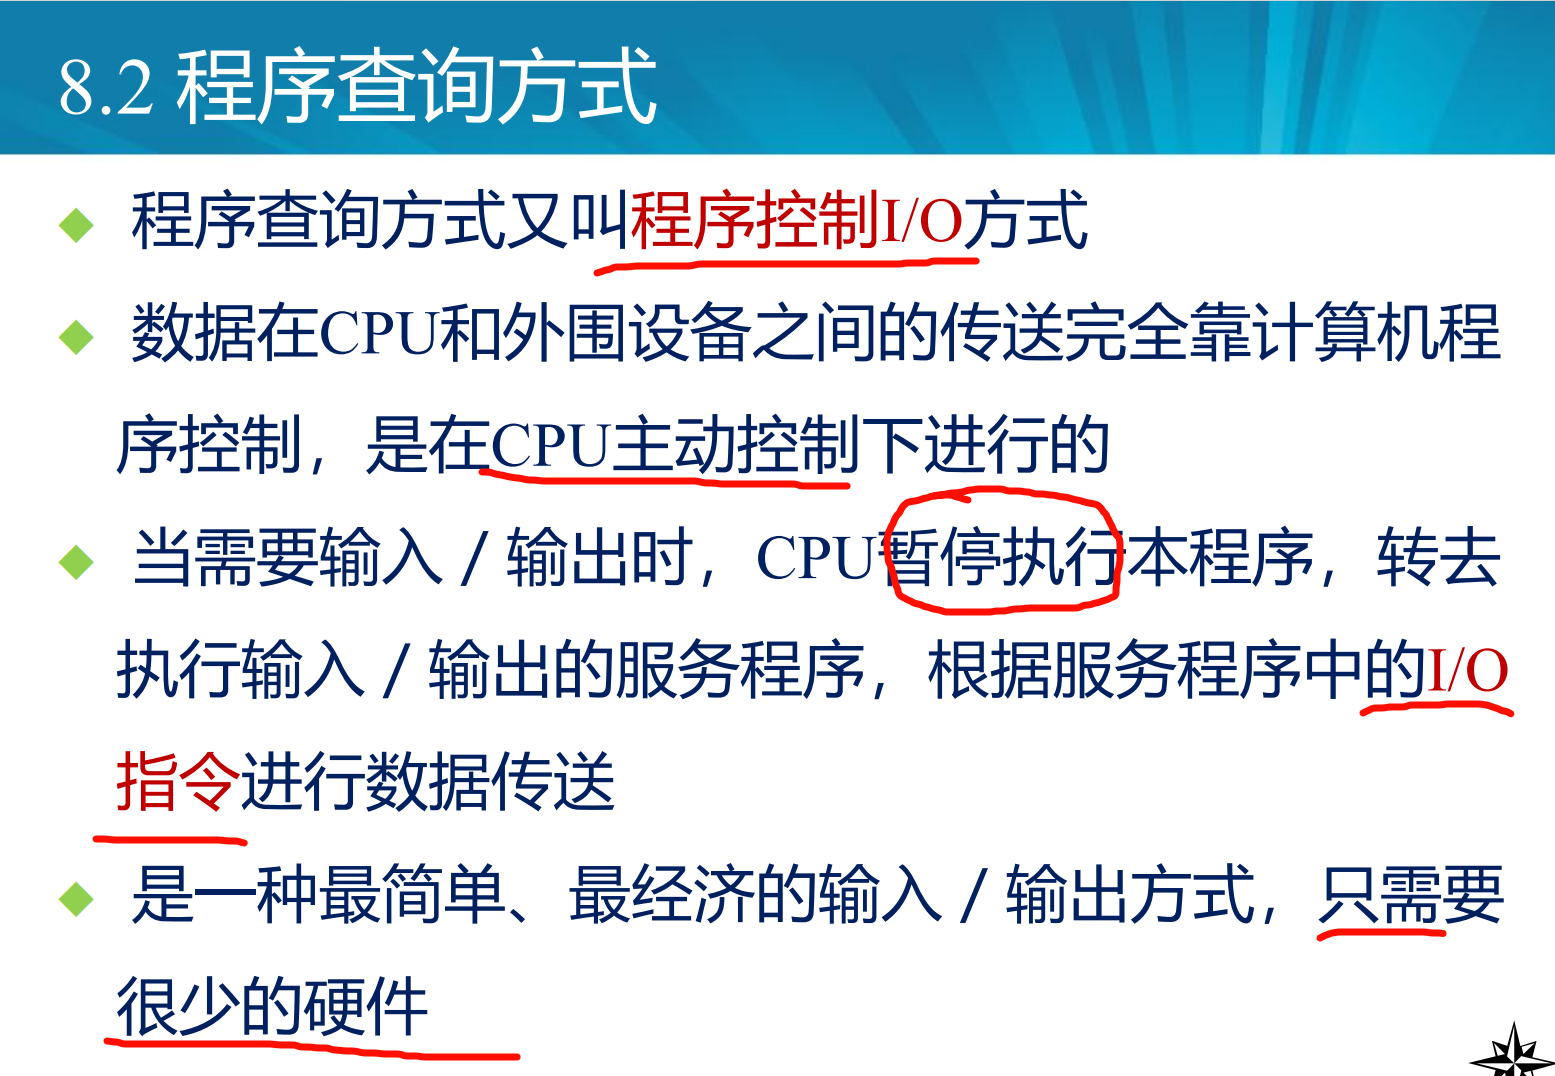 8.2 程序查询方式
程序查询方式又叫程序控制I/O方式
数据在CPU和外围设备之间的传送完全靠计算机程
序控制，是在CPU主动控制下进行的
当需要输入／输出时，CPU暂停执行本程序，转去
执行输入／输出的服务程序，根据服务程序中的I/O
指令进行数据传送
是一种最简单、最经济的输入／输出方式，只需要
很少的硬件